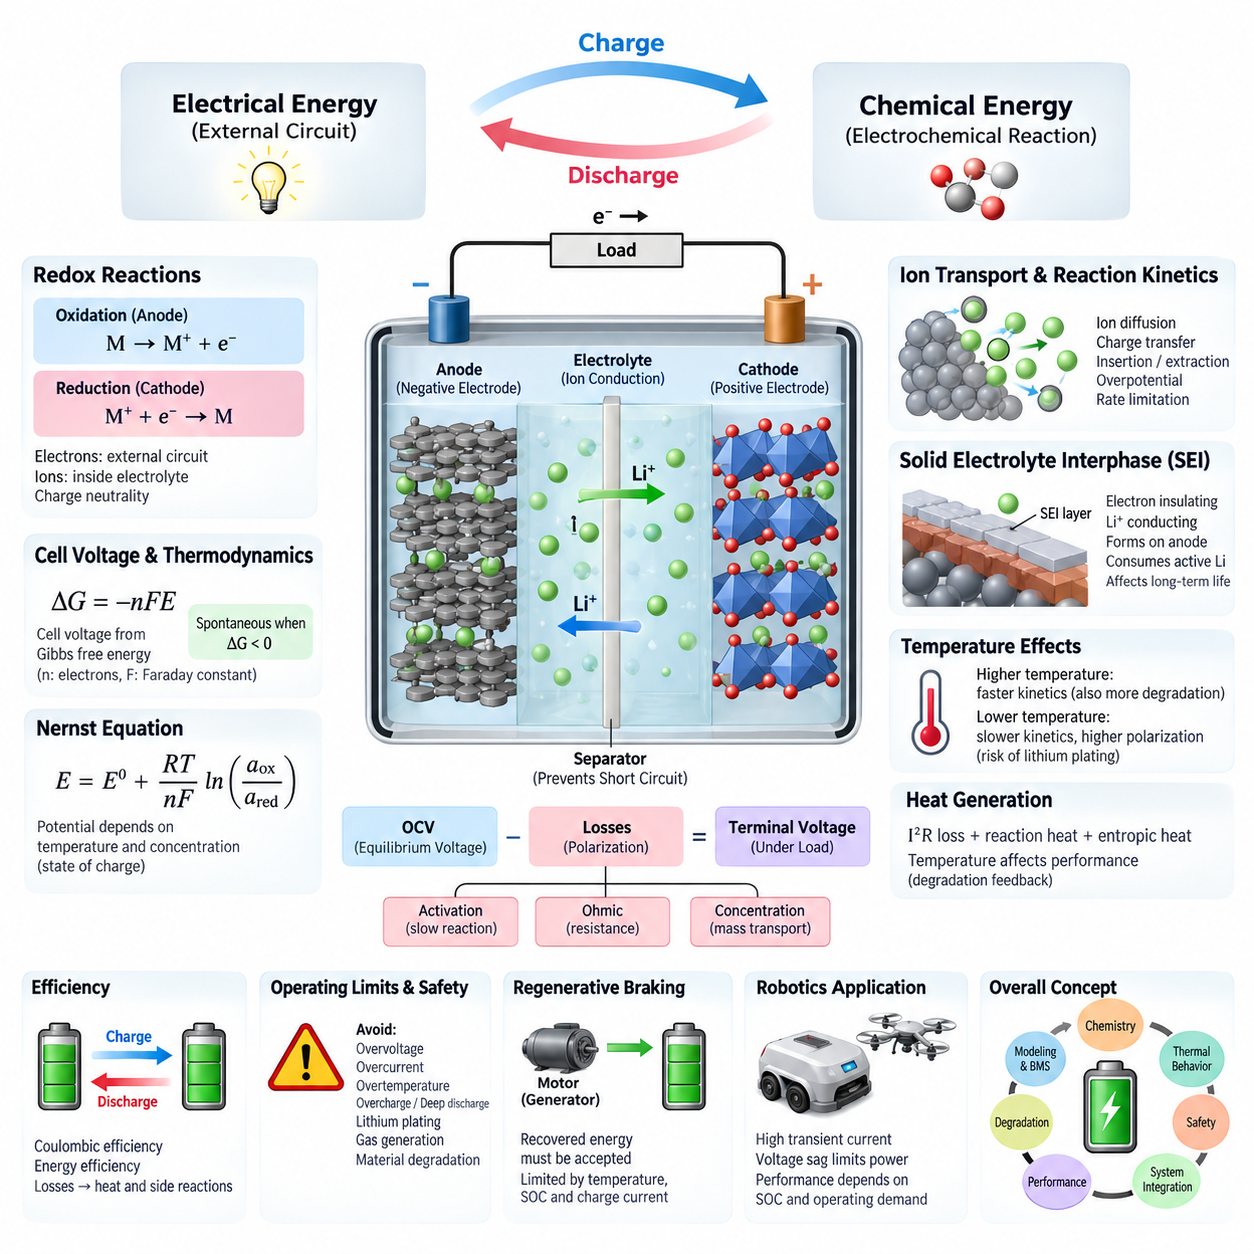 Charge
Electrical Energy
(External Circuit)
Chemical Energy
(Electrochemical Reaction)
Discharge
e⁻ →
Load
−
+
Redox Reactions
Oxidation (Anode)
M → M⁺ + e⁻
Reduction (Cathode)
M⁺ + e⁻ → M
Electrons: external circuit
Ions: inside electrolyte
Charge neutrality
Cell Voltage & Thermodynamics
ΔG = −nFE
Spontaneous when
ΔG < 0
Cell voltage from
Gibbs free energy
(n: electrons, F: Faraday constant)
Nernst Equation
E = E⁰ + RT/nF ln(a_ox/a_red)
Potential depends on
temperature and concentration
(state of charge)
Anode
(Negative Electrode)
Electrolyte
(Ion Conduction)
Cathode
(Positive Electrode)
Li⁺
Li⁺
Separator
(Prevents Short Circuit)
OCV
(Equilibrium Voltage)
−
Losses
(Polarization)
=
Terminal Voltage
(Under Load)
Activation
(slow reaction)
Ohmic
(resistance)
Concentration
(mass transport)
Ion Transport & Reaction Kinetics
Ion diffusion
Charge transfer
Insertion / extraction
Overpotential
Rate limitation
Solid Electrolyte Interphase (SEI)
SEI layer
Electron insulating
Li⁺ conducting
Forms on anode
Consumes active Li
Affects long-term life
Temperature Effects
Higher temperature:
faster kinetics (also more degradation)
Lower temperature:
slower kinetics, higher polarization
(risk of lithium plating)
Heat Generation
I²R loss + reaction heat + entropic heat
Temperature affects performance
(degradation feedback)
Efficiency
Charge
Discharge
Coulombic efficiency
Energy efficiency
Losses → heat and side reactions
Operating Limits & Safety
!
Avoid:
Overvoltage
Overcurrent
Overtemperature
Overcharge / Deep discharge
Lithium plating
Gas generation
Material degradation
Regenerative Braking
Motor
(Generator)
Recovered energy
must be accepted
Limited by temperature,
SOC and charge current
Robotics Application
High transient current
Voltage sag limits power
Performance depends on
SOC and operating demand
Overall Concept
Chemistry
Thermal
Behavior
Safety
System
Integration
Performance
Degradation
Modeling
& BMS